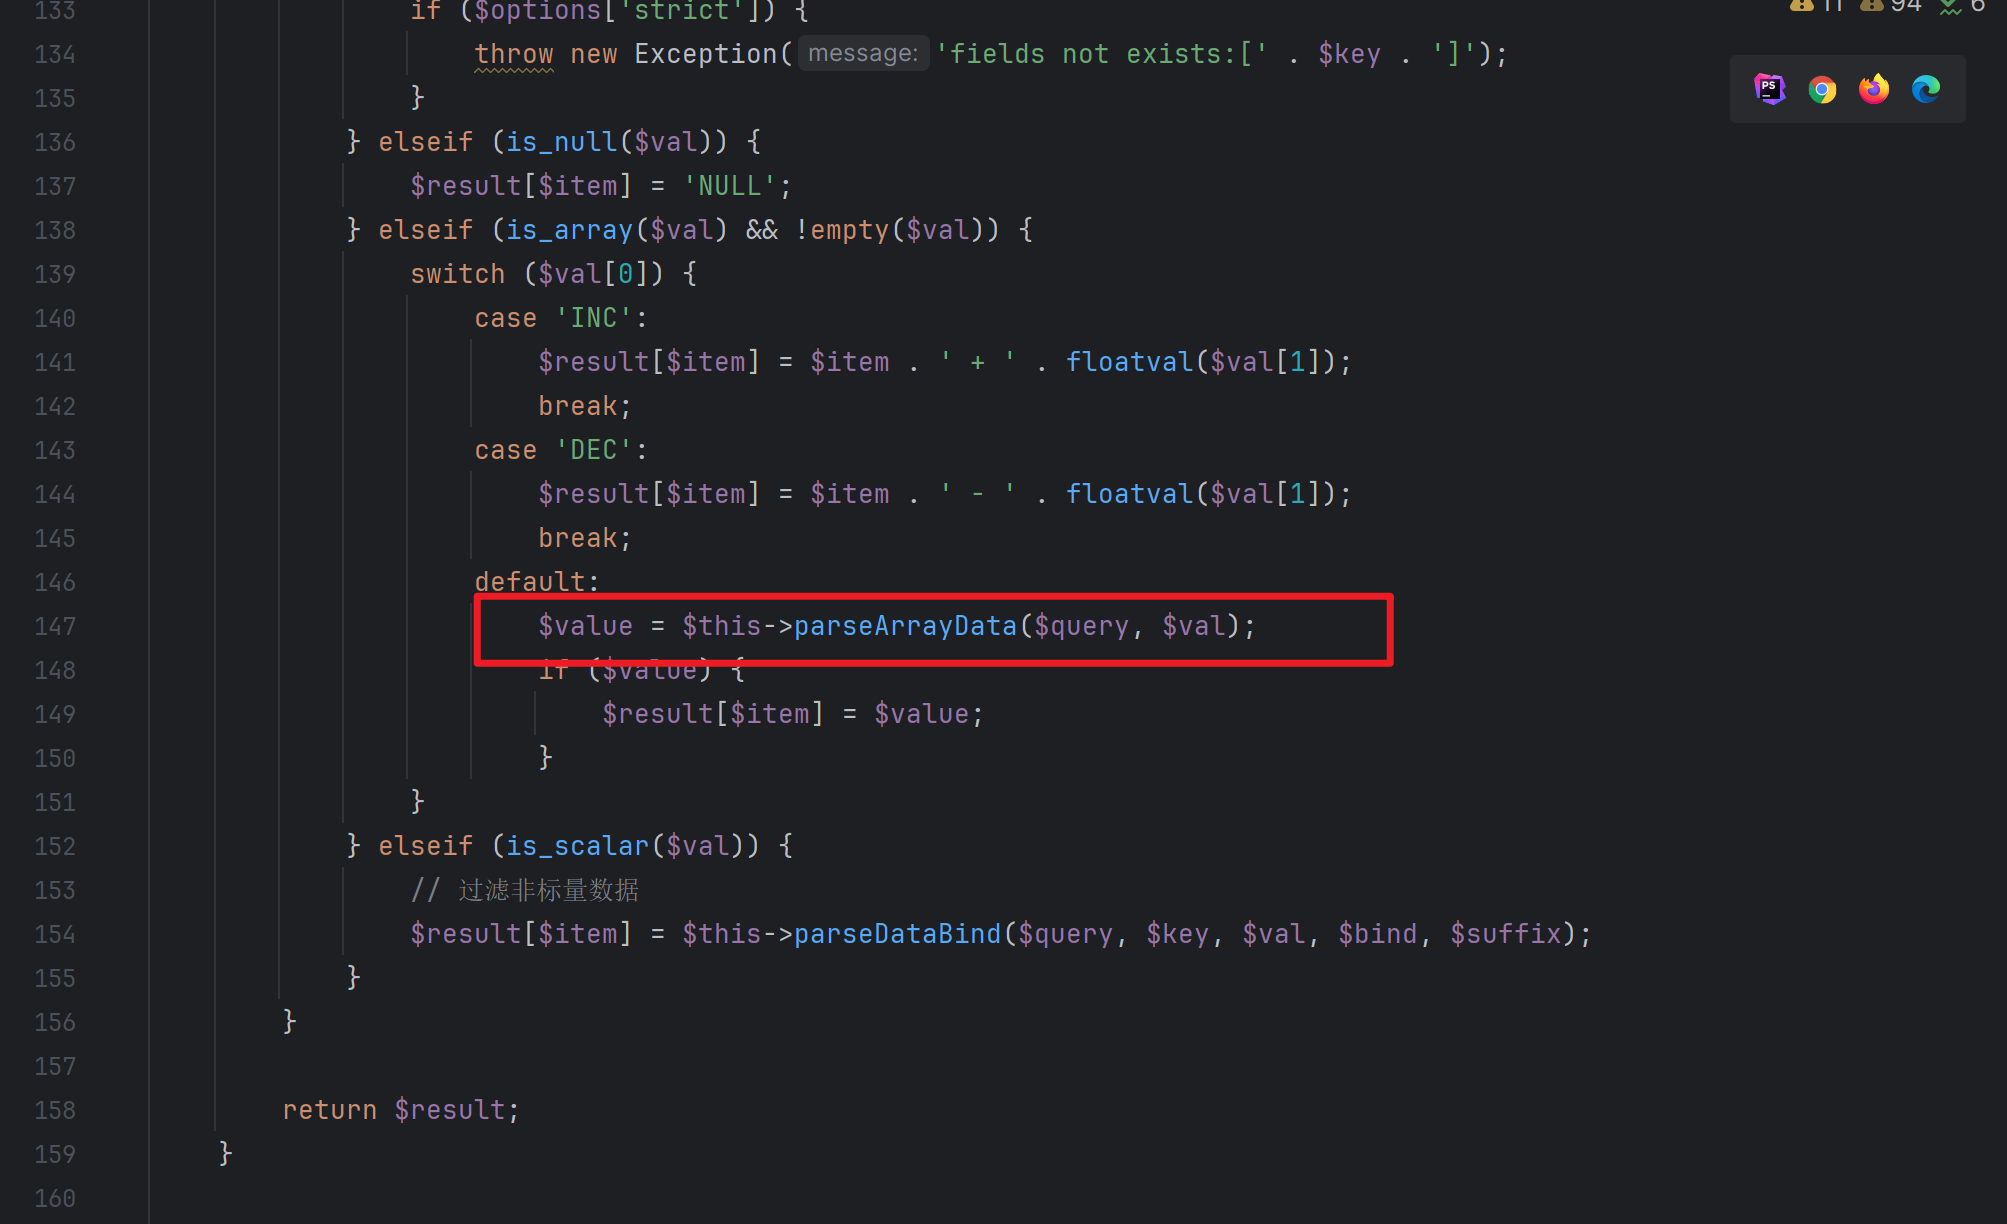 133 if ($options['strict']) { 11 94 6
134 throw new Exception( message: 'fields not exists:[' . $key . ']');
PS
135 }
136 } elseif (is_null($val)) {
137 $result[$item] = 'NULL';
138 } elseif (is_array($val) && !empty($val)) {
139 switch ($val[0]) {
140 case 'INC':
141 $result[$item] = $item . ' + ' . floatval($val[1]);
142 break;
143 case 'DEC':
144 $result[$item] = $item . ' - ' . floatval($val[1]);
145 break;
146 default:
147 $value = $this->parseArrayData($query, $val);
148 if ($value) {
149 $result[$item] = $value;
150 }
151 }
152 } elseif (is_scalar($val)) {
153 // 过滤非标量数据
154 $result[$item] = $this->parseDataBind($query, $key, $val, $bind, $suffix);
155 }
156 }
157
158 return $result;
159 }
160